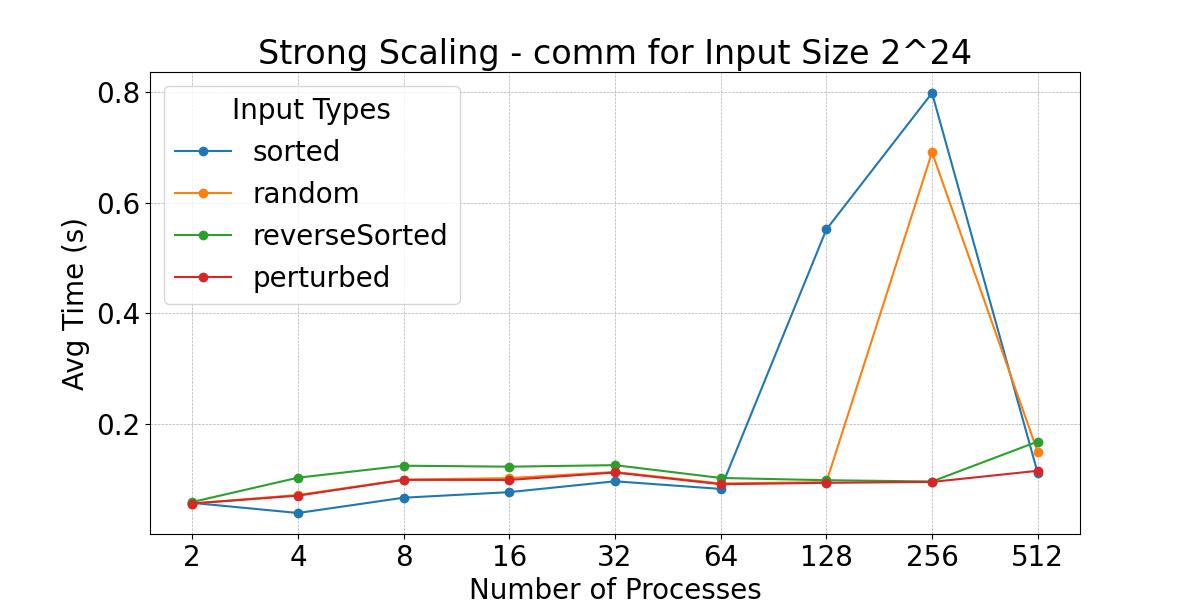 Strong Scaling - comm for Input Size 2^24
Avg Time (s)
0.8
0.6
0.4
0.2
Input Types
sorted
random
reverseSorted
perturbed
2 4 8 16 32 64 128 256 512
Number of Processes